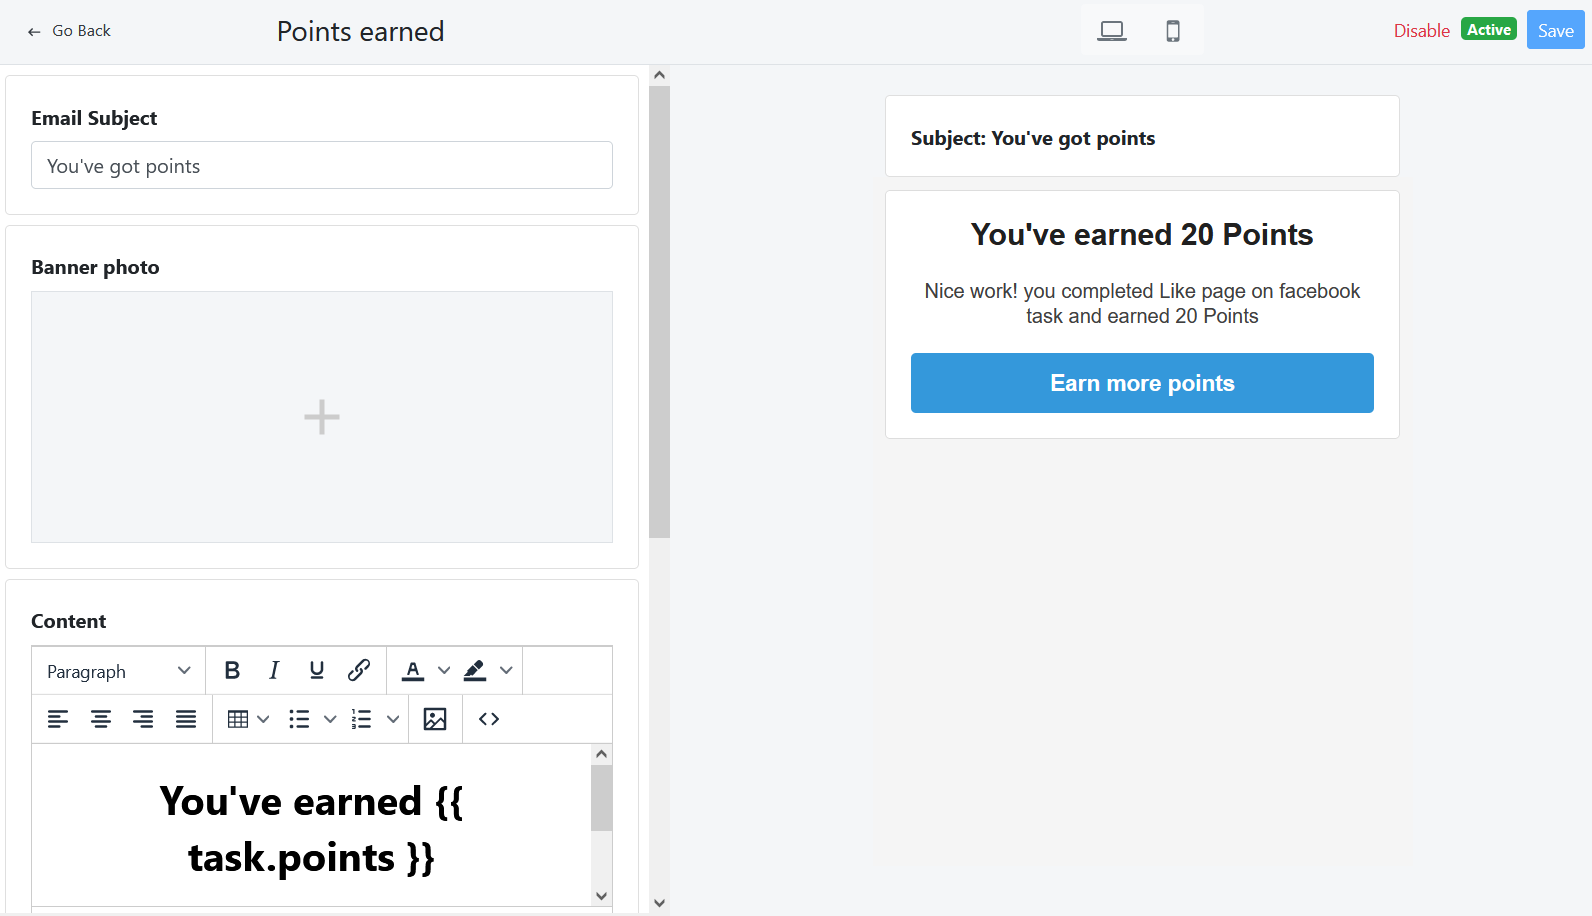 Go Back
Points earned
Disable
Active
Save
Email Subject
You've got points
Banner photo
Content
Paragraph
B I U A
You've earned {{
task.points }}
Subject: You've got points
You've earned 20 Points
Nice work! you completed Like page on facebook
task and earned 20 Points
Earn more points